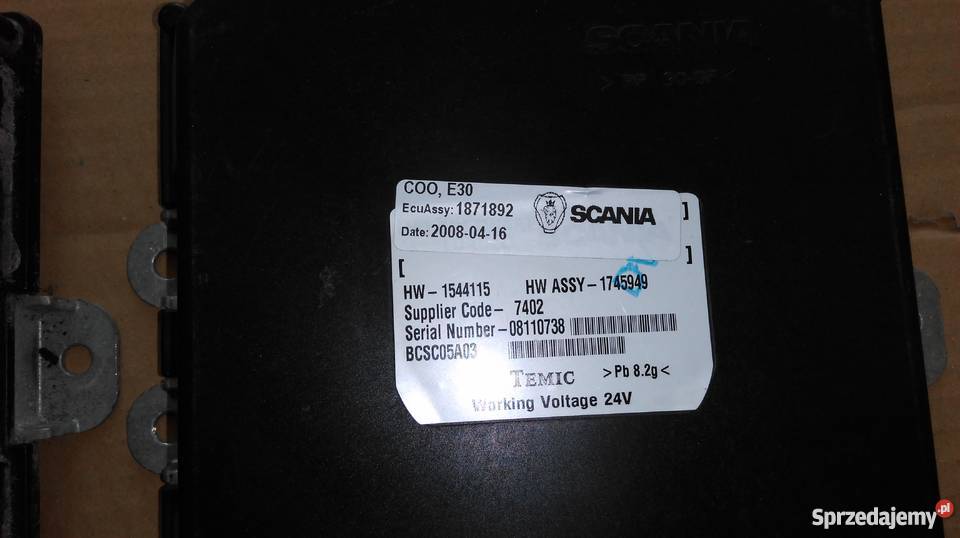 SCANIA
COO, E30
EcuAssy: 1871892
Date: 2008-04-16
SCANIA
]
[ ]
HW-1544115 HW ASSY-1745949
Supplier Code- 7402
Serial Number-08110738
BCSC05A03
TEMIC >Pb 8.2g<
Working Voltage 24V
Sprzedajemy.pl